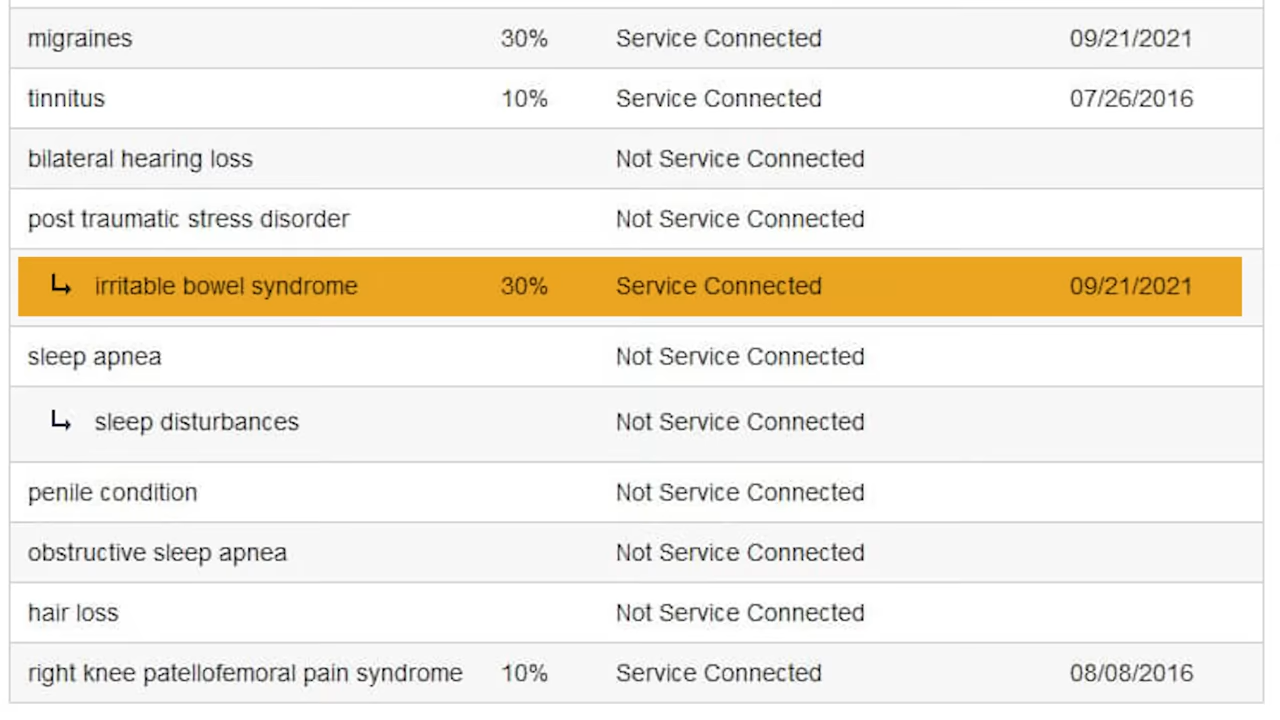 migraines 30% Service Connected 09/21/2021
tinnitus 10% Service Connected 07/26/2016
bilateral hearing loss Not Service Connected
post traumatic stress disorder Not Service Connected
irritable bowel syndrome 30% Service Connected 09/21/2021
sleep apnea Not Service Connected
sleep disturbances Not Service Connected
penile condition Not Service Connected
obstructive sleep apnea Not Service Connected
hair loss Not Service Connected
right knee patellofemoral pain syndrome 10% Service Connected 08/08/2016